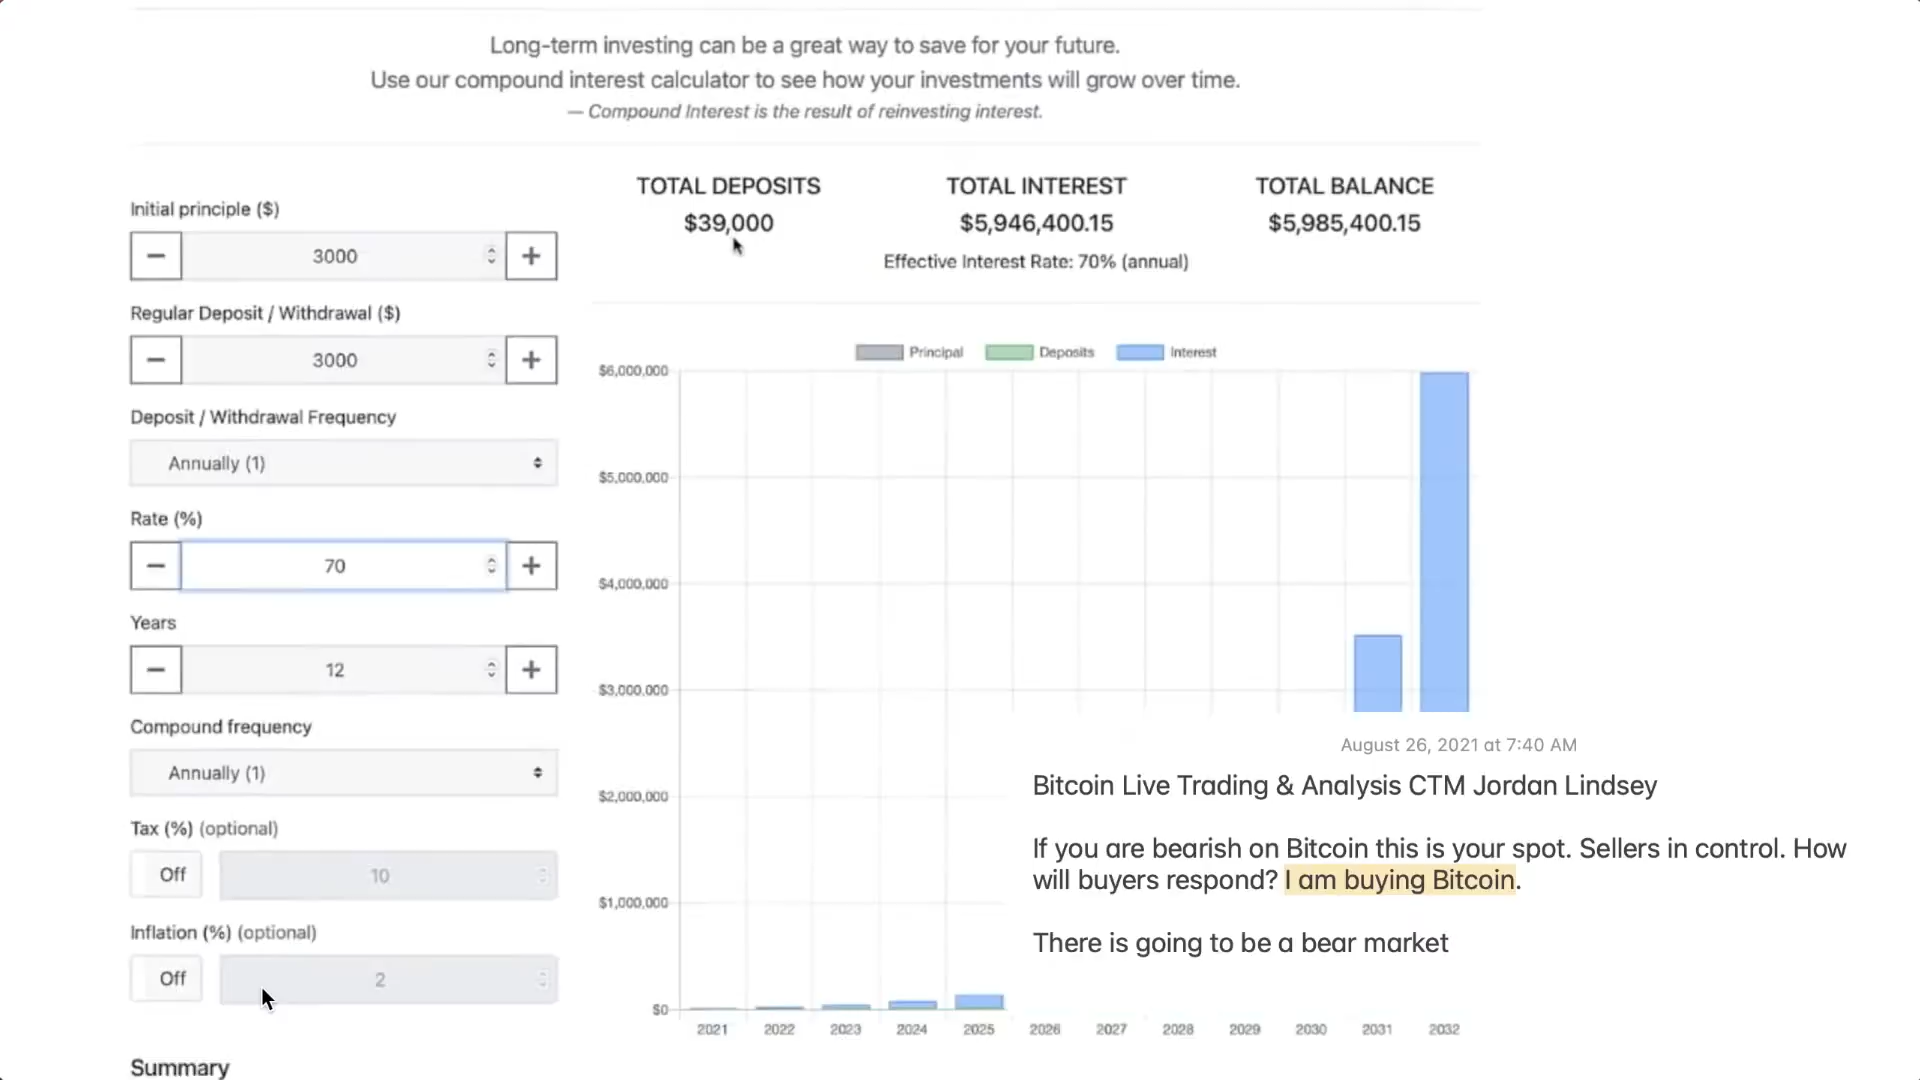 Long-term investing can be a great way to save for your future.
Use our compound interest calculator to see how your investments will grow over time.
— Compound Interest is the result of reinvesting interest.
Initial principle ($)
3000
Regular Deposit / Withdrawal ($)
3000
Deposit / Withdrawal Frequency
Annually (1)
Rate (%)
70
Years
12
Compound frequency
Annually (1)
Tax (%) (optional)
Off 10
Inflation (%) (optional)
Off 2
Summary
TOTAL DEPOSITS
$39,000
TOTAL INTEREST
$5,946,400.15
TOTAL BALANCE
$5,985,400.15
Effective Interest Rate: 70% (annual)
Principal Deposits Interest
$6,000,000
$5,000,000
$4,000,000
$3,000,000
$2,000,000
$1,000,000
$0
2021 2022 2023 2024 2025 2026 2027 2028 2029 2030 2031 2032
August 26, 2021 at 7:40 AM
Bitcoin Live Trading & Analysis CTM Jordan Lindsey
If you are bearish on Bitcoin this is your spot. Sellers in control. How
will buyers respond? I am buying Bitcoin.
There is going to be a bear market